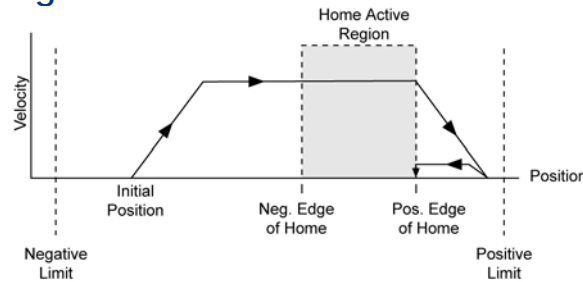 Home Active
Region
Velocity
Position
Initial
Position
Neg. Edge
of Home
Pos. Edge
of Home
Negative
Limit
Positive
Limit